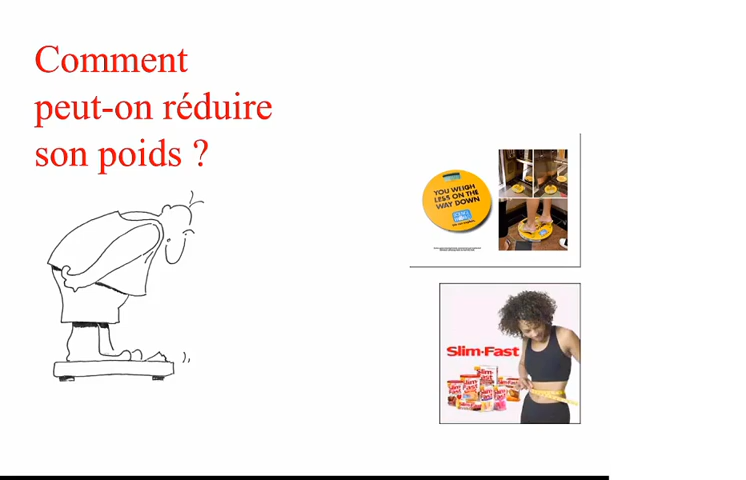 Comment
peut-on réduire
son poids ?
YOU WEIGH
LESS ON THE
WAY DOWN
Slim-Fast